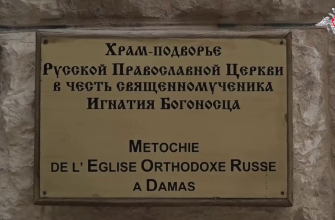 Храм-подворье
Русской Православной Церкви
в честь священномученика
Игнатия Богоносца
Metochie
de l' Eglise Orthodoxe Russe
a Damas